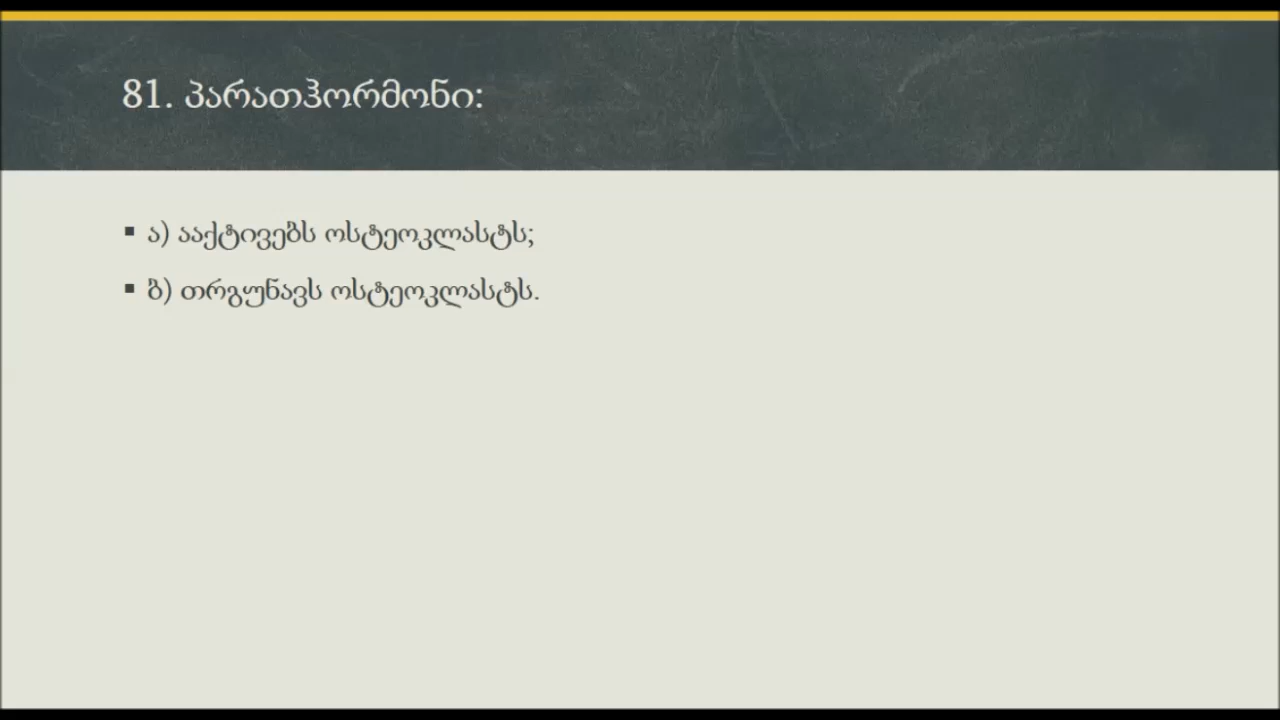 81. პარათჰორმონი:
▪ ა) ააქტივებს ოსტეოკლასტს;
▪ ბ) თრგუნავს ოსტეოკლასტს.